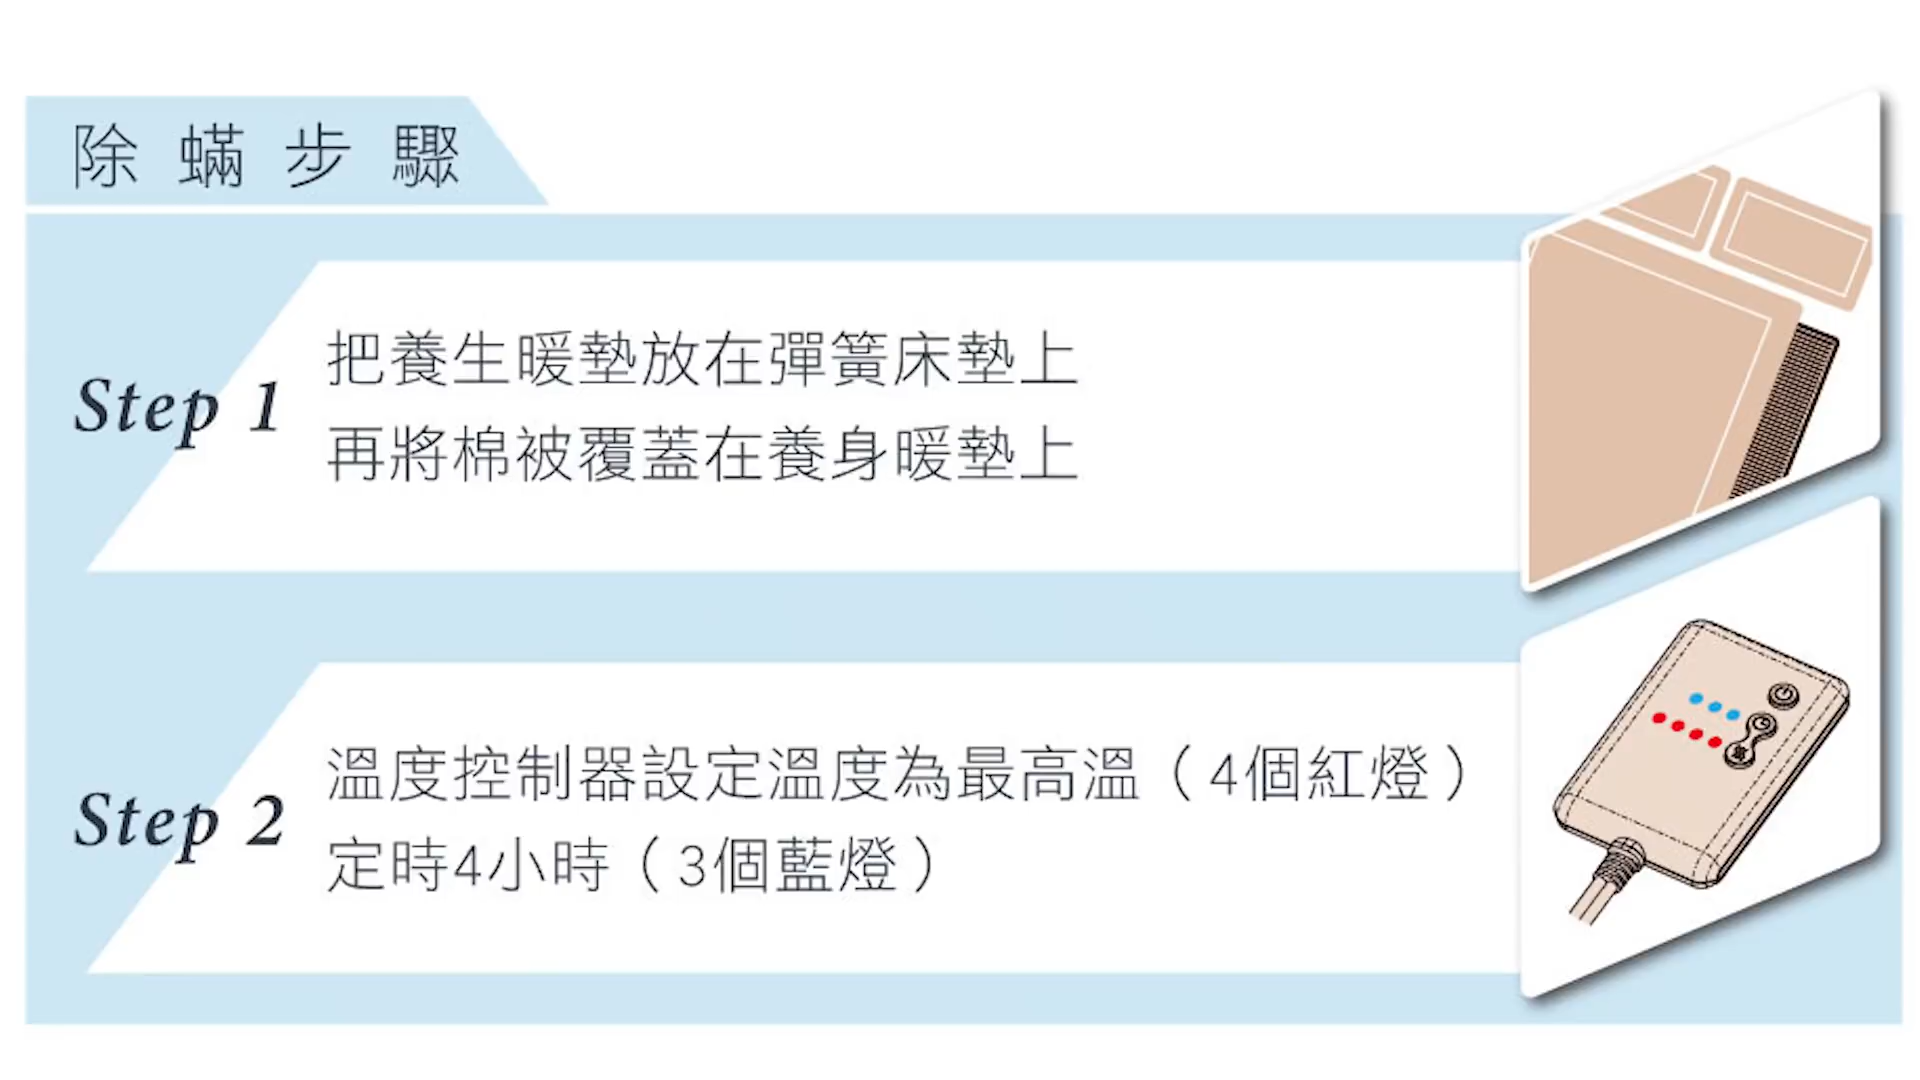 除蟎步驟
Step 1
把養生暖墊放在彈簧床墊上
再將棉被覆蓋在養身暖墊上
Step 2
溫度控制器設定溫度為最高溫（4個紅燈）
定時4小時（3個藍燈）